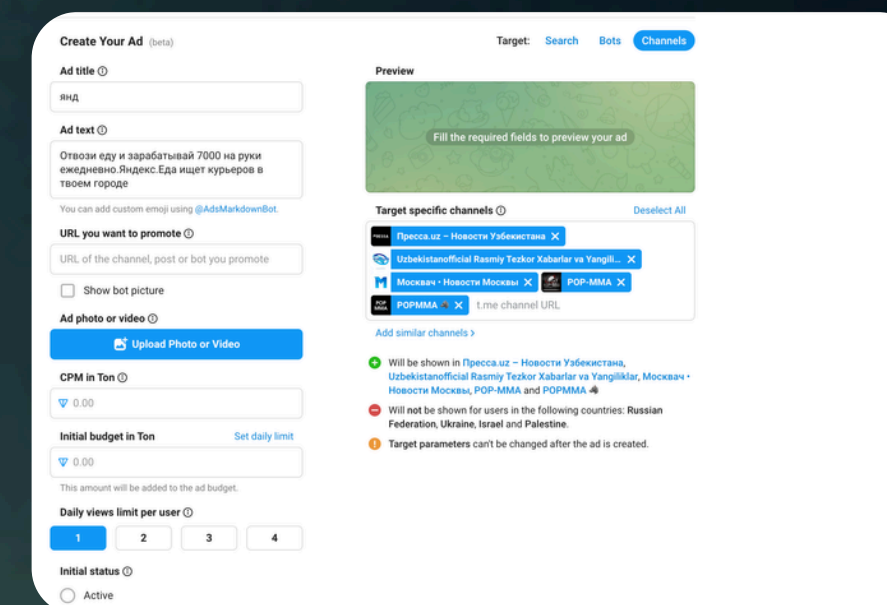 Create Your Ad (beta)
Target: Search Bots Channels
Ad title
янд
Ad text
Отвози еду и зарабатывай 7000 на руки
ежедневно.Яндекс.Еда ищет курьеров в
твоем городе
You can add custom emoji using @AdsMarkdownBot.
URL you want to promote
URL of the channel, post or bot you promote
Show bot picture
Ad photo or video
Upload Photo or Video
CPM in Ton
0.00
Initial budget in Ton Set daily limit
0.00
This amount will be added to the ad budget.
Daily views limit per user
1 2 3 4
Initial status
Active
Preview
Fill the required fields to preview your ad
Target specific channels Deselect All
Пресса.uz – Новости Узбекистана
Uzbekistanofficial Rasmiy Tezkor Xabarlar va Yangili...
Москвач • Новости Москвы POP-MMA
POP MMA POPMMA t.me channel URL
Add similar channels >
Will be shown in Пресса.uz – Новости Узбекистана,
Uzbekistanofficial Rasmiy Tezkor Xabarlar va Yangiliklar, Москвач •
Новости Москвы, POP-MMA and POPMMA
Will not be shown for users in the following countries: Russian
Federation, Ukraine, Israel and Palestine.
Target parameters can't be changed after the ad is created.